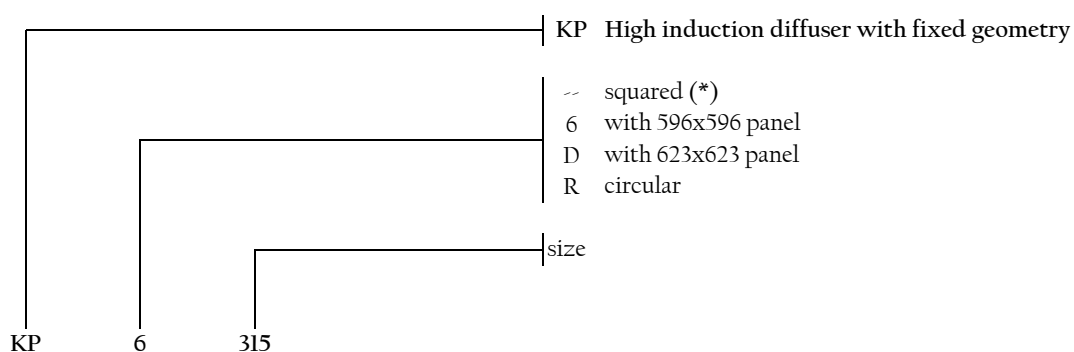 KP High induction diffuser with fixed geometry
-- squared (*)
6 with 596x596 panel
D with 623x623 panel
R circular
size
KP 6 315